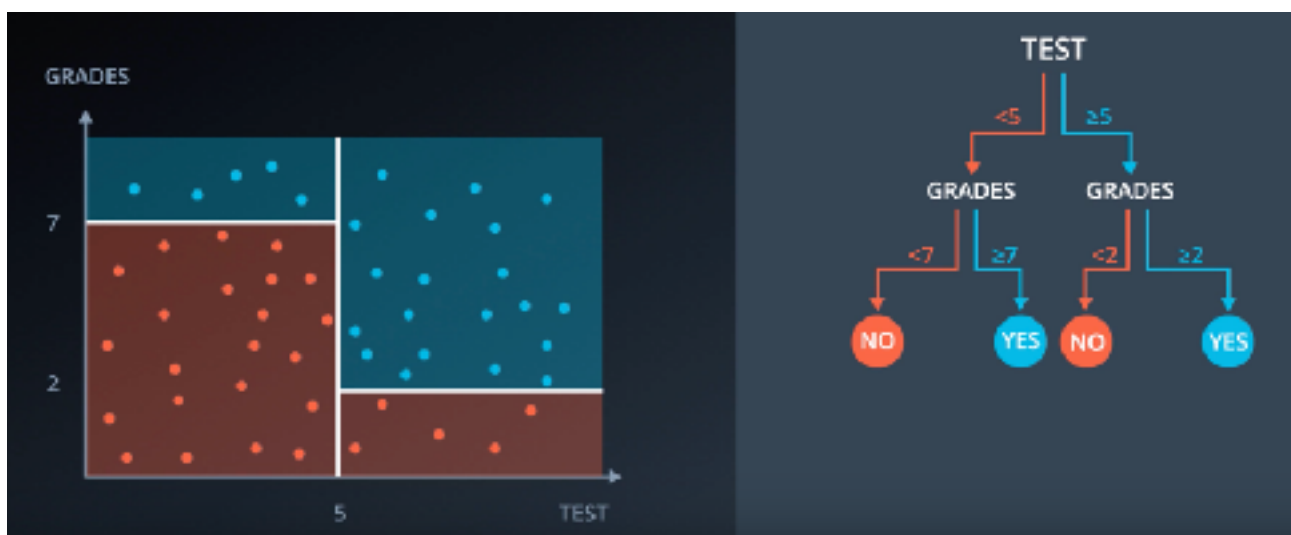 GRADES
7
2
5
TEST
TEST
<5
≥5
GRADES
GRADES
<7
≥7
<2
≥2
NO
YES
NO
YES